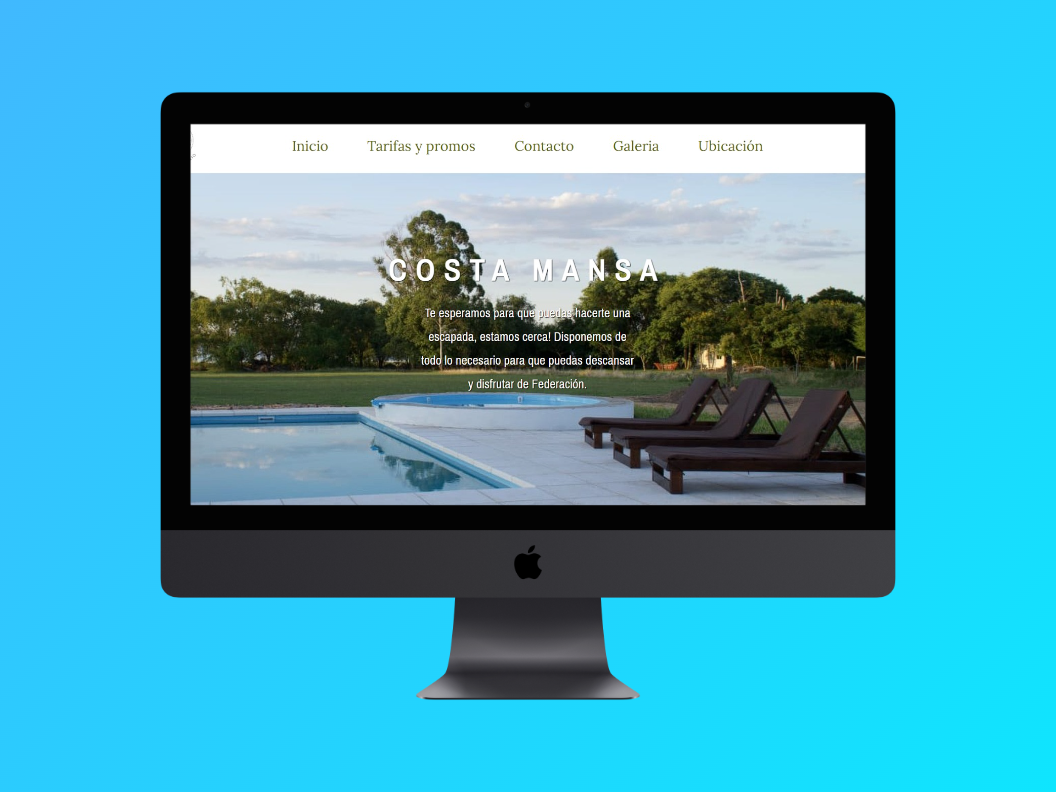 Inicio Tarifas y promos Contacto Galeria Ubicación
COSTA MANSA
Te esperamos para que puedas hacerte una
escapada, estamos cerca! Disponemos de
todo lo necesario para que puedas descansar
y disfrutar de Federación.